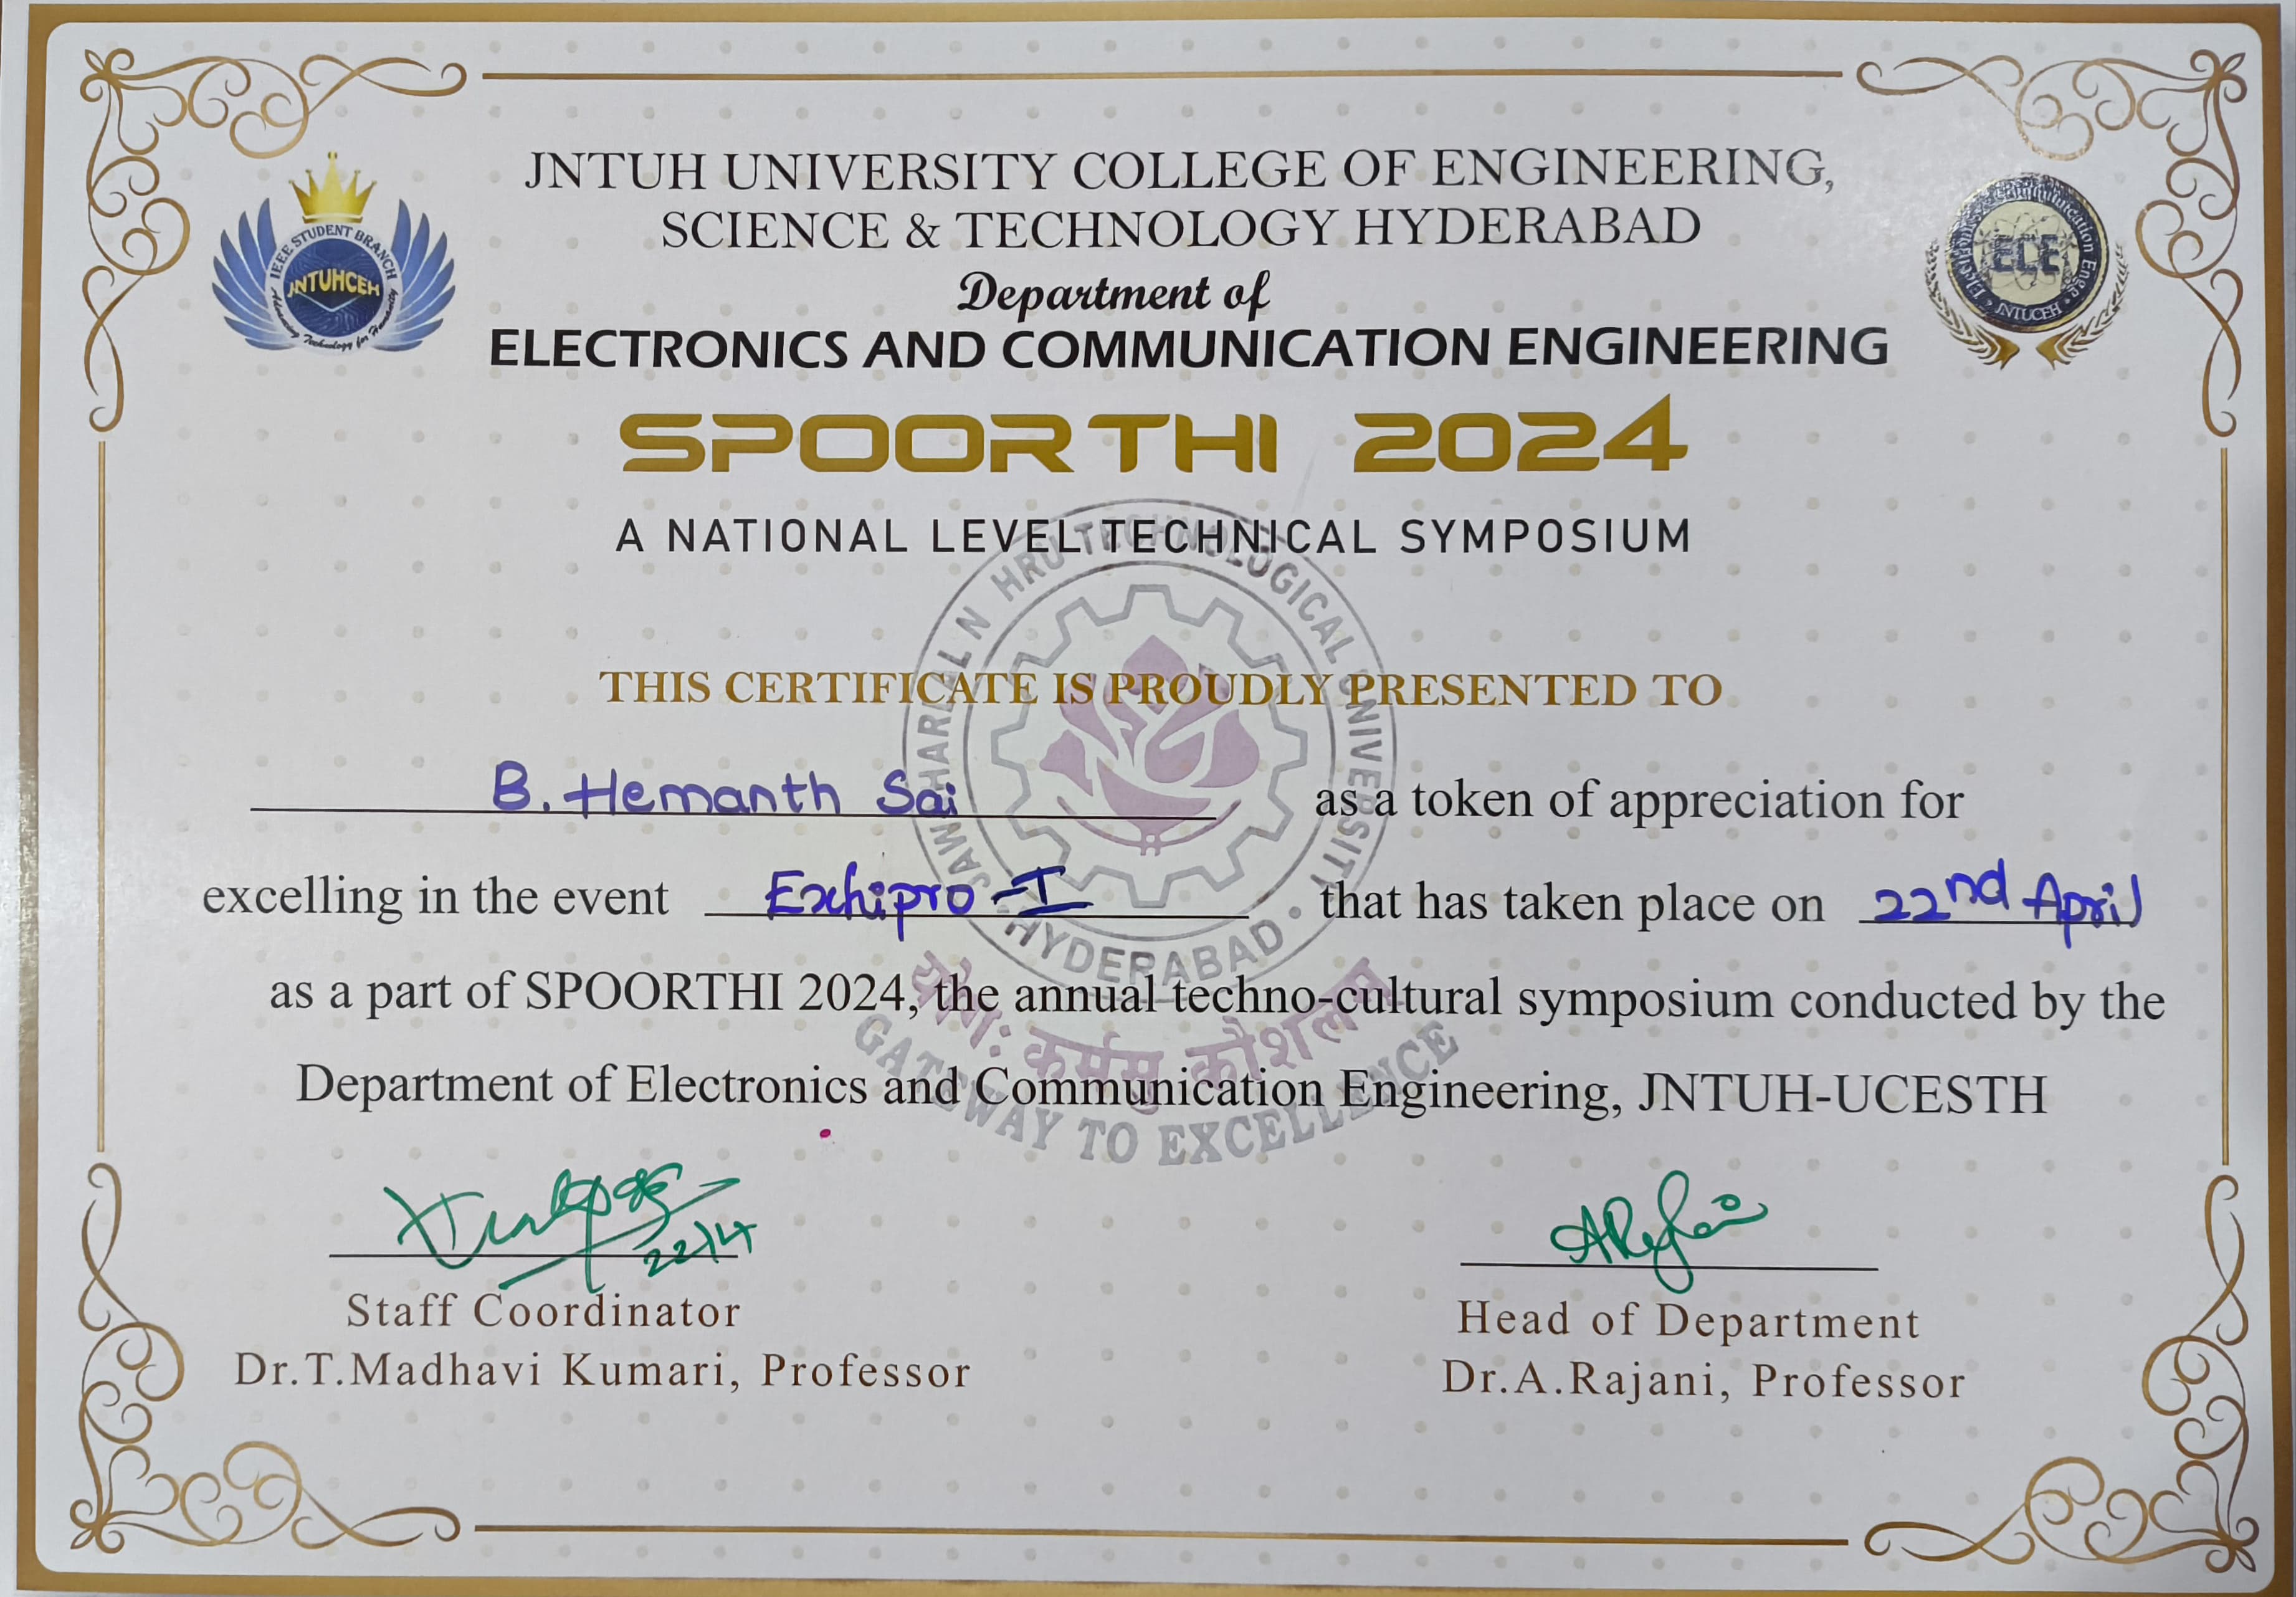 JNTUH UNIVERSITY COLLEGE OF ENGINEERING,
SCIENCE & TECHNOLOGY HYDERABAD
IEEE STUDENT BRANCH
JNTUHCEH
Advancing Technology for Humanity
Electronics & Communication Engg
ECE
JNTUCEH
Department of
ELECTRONICS AND COMMUNICATION ENGINEERING
SPOORTHI 2024
A NATIONAL LEVEL TECHNICAL SYMPOSIUM
JAWAHARLAL N HRU TECHNOLOGICAL UNIVERSITY
HYDERABAD
THIS CERTIFICATE IS PROUDLY PRESENTED TO
B. Hemanth Sai as a token of appreciation for
excelling in the event Exhipro-I that has taken place on 22nd April
as a part of SPOORTHI 2024, the annual techno-cultural symposium conducted by the
Department of Electronics and Communication Engineering, JNTUH-UCESTH
योगः कर्मसु कौशलम्
GATEWAY TO EXCELLENCE
22/4
Staff Coordinator
Dr.T.Madhavi Kumari, Professor
ARajani
Head of Department
Dr.A.Rajani, Professor